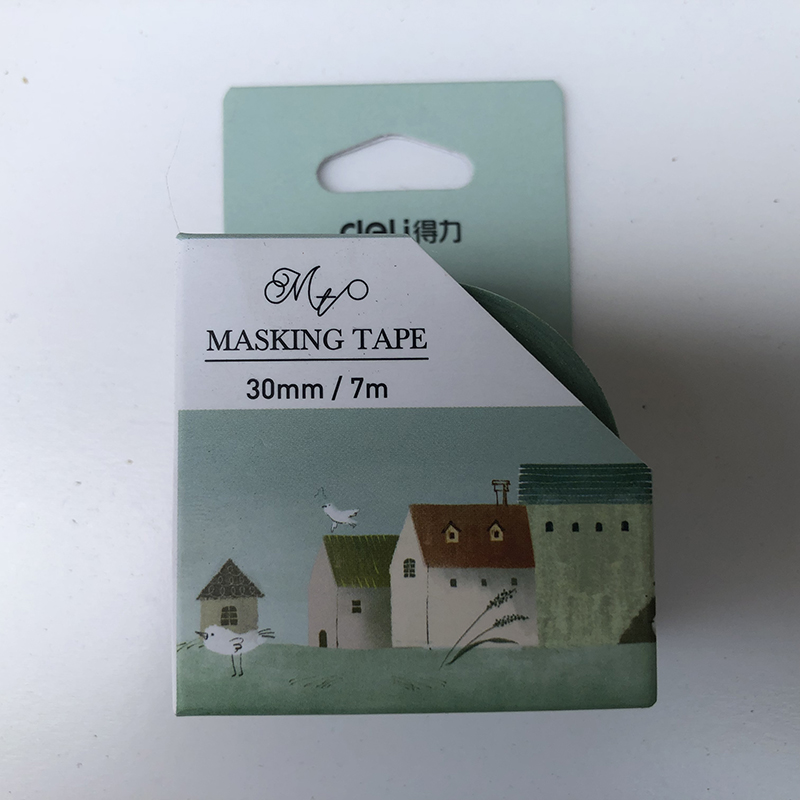 deli得力
Mt
MASKING TAPE
30mm / 7m